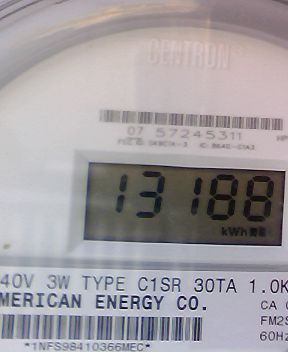 CENTRON
07 57245311
13188
kWh
40V 3W TYPE C1SR 30TA 1.0K
MERICAN ENERGY CO.
CA
FM2S
60Hz
*1NFS98410366MEC*